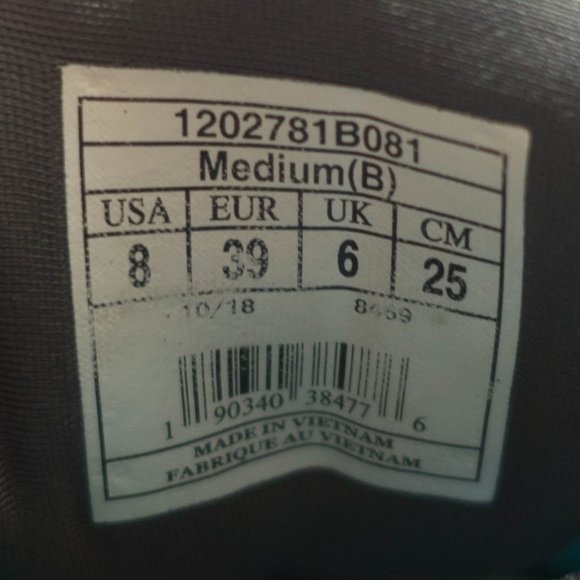 1202781B081
Medium(B)
USA EUR UK CM
8 39 6 25
10/18 8459
1 90340 38477 6
MADE IN VIETNAM
FABRIQUE AU VIETNAM